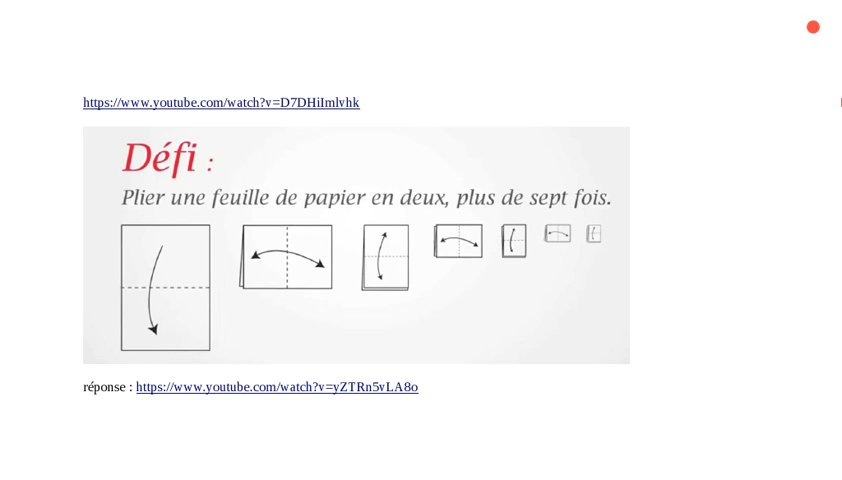 https://www.youtube.com/watch?v=D7DHiImlvhk
Défi :
Plier une feuille de papier en deux, plus de sept fois.
réponse : https://www.youtube.com/watch?v=yZTRn5vLA8o